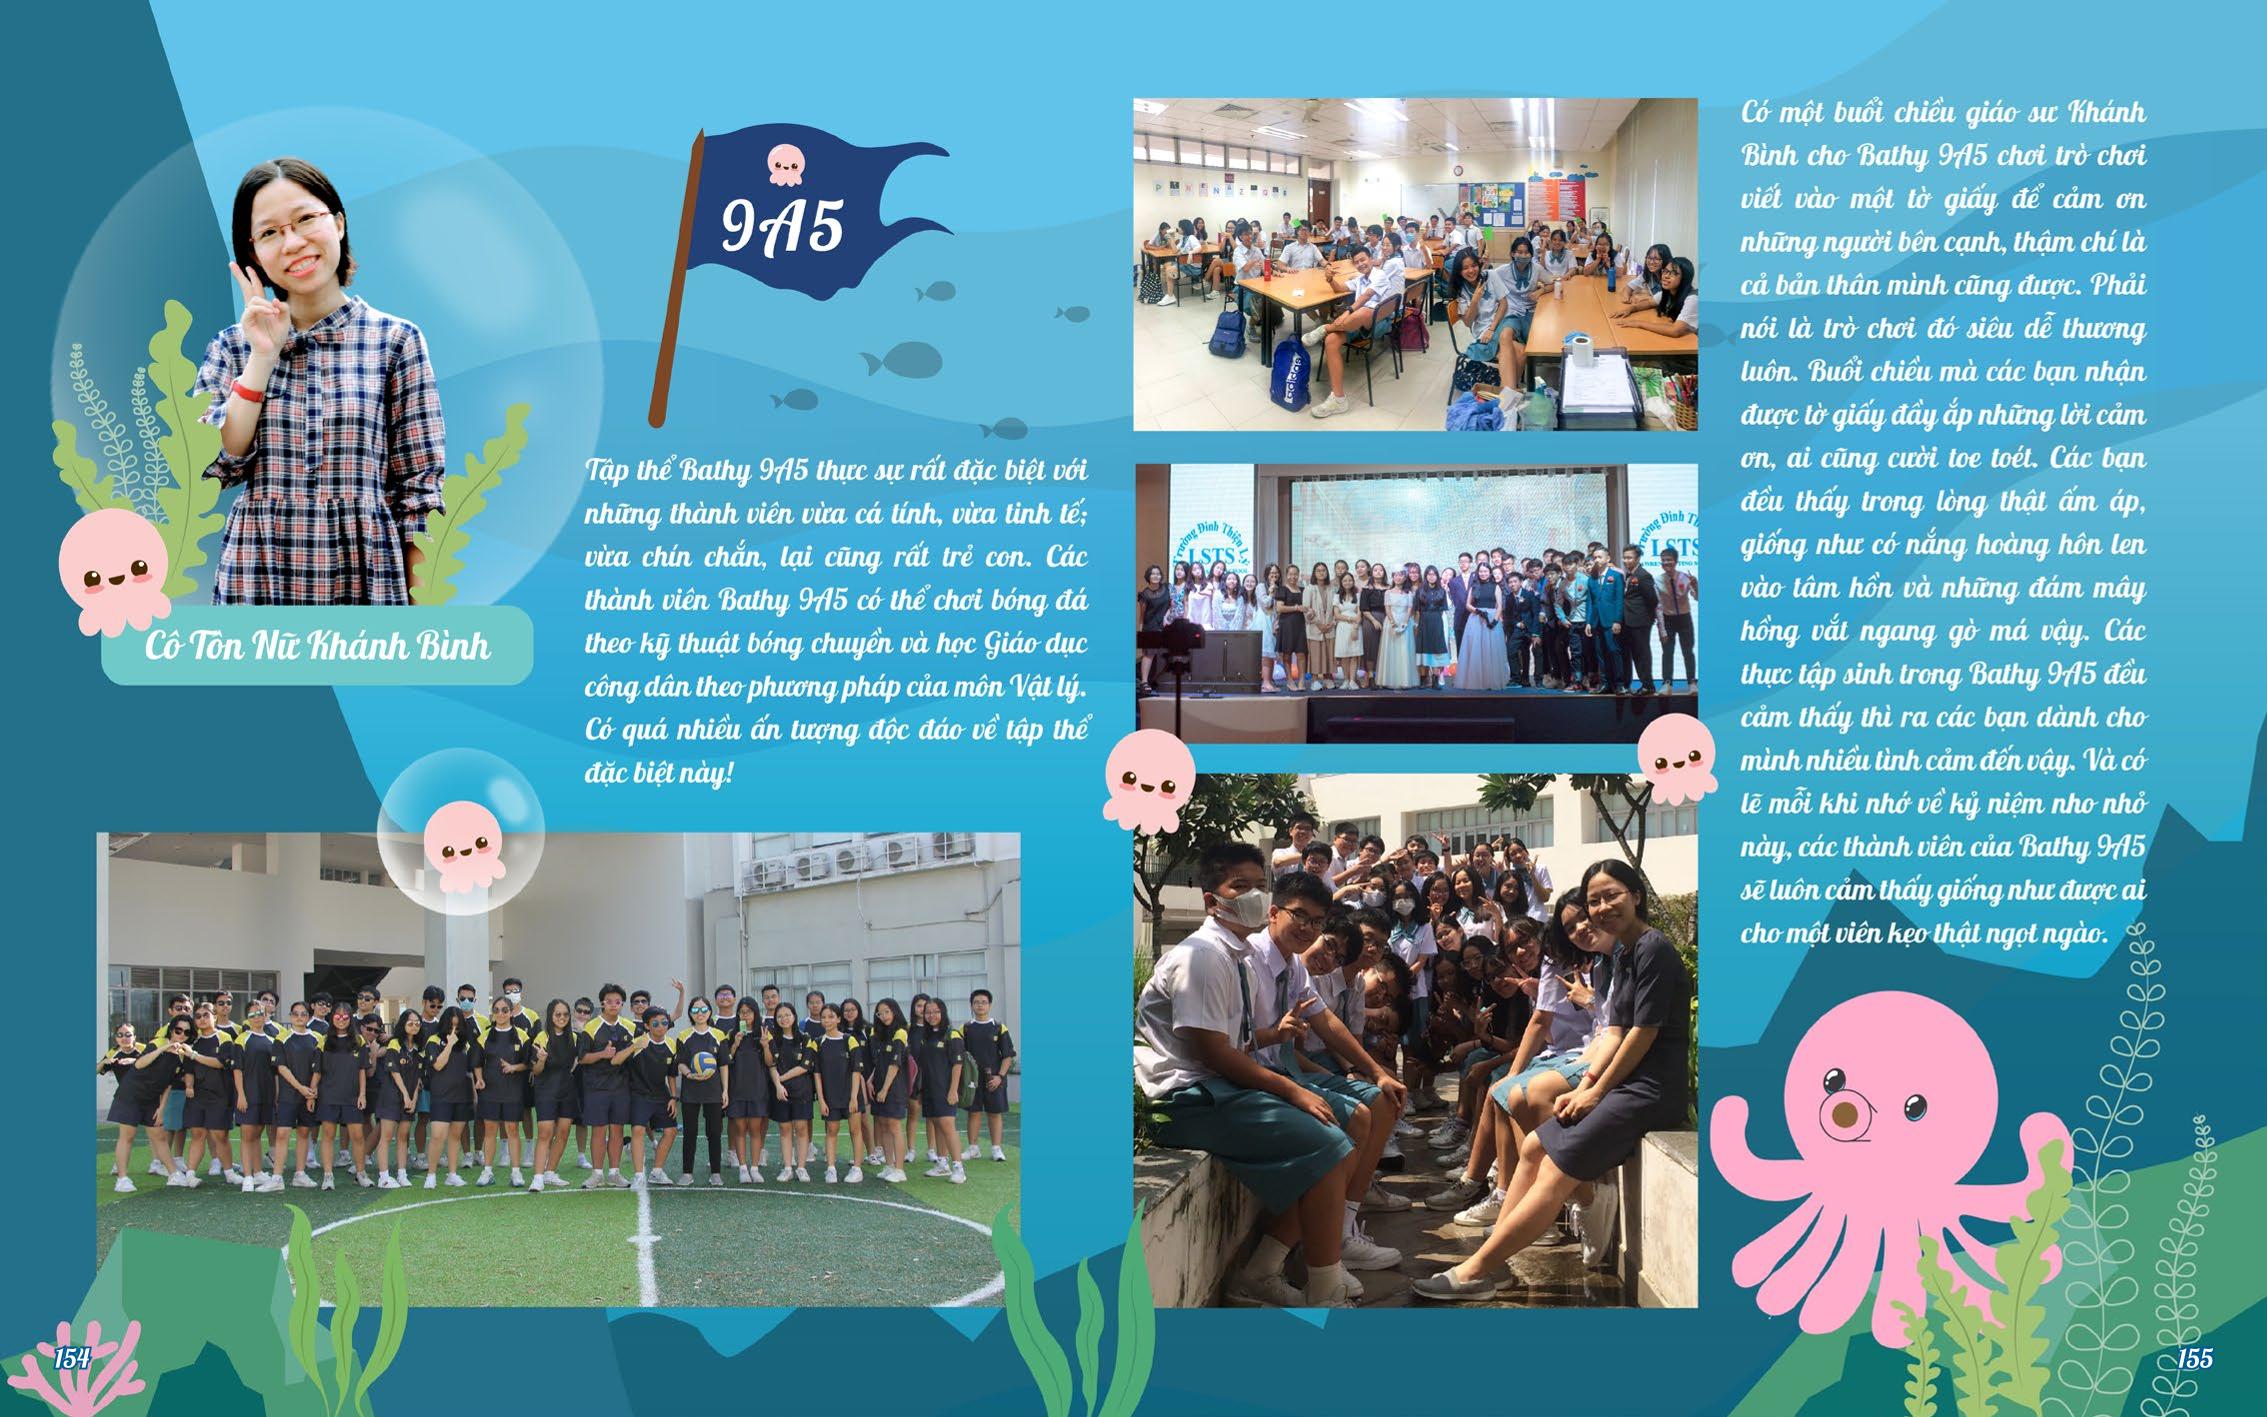 9A5
Cô Tôn Nữ Khánh Bình
Tập thể Bathy 9A5 thực sự rất đặc biệt với
những thành viên vừa cá tính, vừa tinh tế;
vừa chín chắn, lại cũng rất trẻ con. Các
thành viên Bathy 9A5 có thể chơi bóng đá
theo kỹ thuật bóng chuyền và học Giáo dục
công dân theo phương pháp của môn Vật lý.
Có quá nhiều ấn tượng độc đáo về tập thể
đặc biệt này!
154
adidas
Trường Đinh Thiện Lý
LSTS
LSTS
Có một buổi chiều giáo sư Khánh
Bình cho Bathy 9A5 chơi trò chơi
viết vào một tờ giấy để cảm ơn
những người bên cạnh, thậm chí là
cả bản thân mình cũng được. Phải
nói là trò chơi đó siêu dễ thương
luôn. Buổi chiều mà các bạn nhận
được tờ giấy đầy ắp những lời cảm
ơn, ai cũng cười toe toét. Các bạn
đều thấy trong lòng thật ấm áp,
giống như có nắng hoàng hôn len
vào tâm hồn và những đám mây
hồng vắt ngang gò má vậy. Các
thực tập sinh trong Bathy 9A5 đều
cảm thấy thì ra các bạn dành cho
mình nhiều tình cảm đến vậy. Và có
lẽ mỗi khi nhớ về kỷ niệm nho nhỏ
này, các thành viên của Bathy 9A5
sẽ luôn cảm thấy giống như được ai
cho một viên kẹo thật ngọt ngào.
155